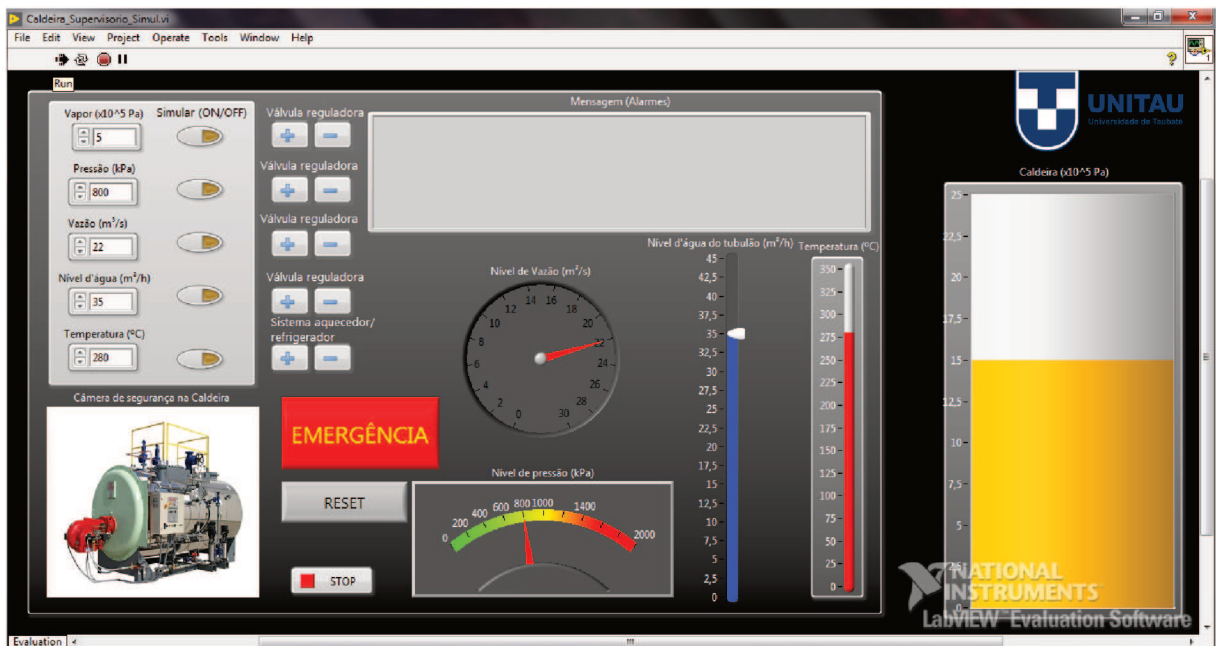 Caldeira_Supervisorio_Simul.vi
File Edit View Project Operate Tools Window Help
Run
Vapor (x10^5 Pa) Simular (ON/OFF)
5
Pressão (kPa)
800
Vazão (m³/s)
22
Nível d'água (m³/h)
35
Temperatura (ºC)
280
Válvula reguladora
Válvula reguladora
Válvula reguladora
Válvula reguladora
Sistema aquecedor/
refrigerador
Mensagem (Alarmes)
UNITAU
Universidade de Taubaté
Câmera de segurança na Caldeira
EMERGÊNCIA
RESET
STOP
Nível de Vazão (m³/s)
0 2 4 6 8 10 12 14 16 18 20 22 24 26 28 30
Nível de pressão (kPa)
0 200 400 600 800 1000 1400 2000
Nível d'água do tubulão (m³/h)
45
42,5
40
37,5
35
32,5
30
27,5
25
22,5
20
17,5
15
12,5
10
7,5
5
2,5
0
Temperatura (ºC)
350
325
300
275
250
225
200
175
150
125
100
75
50
25
0
Caldeira (x10^5 Pa)
25
22,5
20
17,5
15
12,5
10
7,5
5
2,5
0
NATIONAL
INSTRUMENTS
LabVIEW™ Evaluation Software
Evaluation